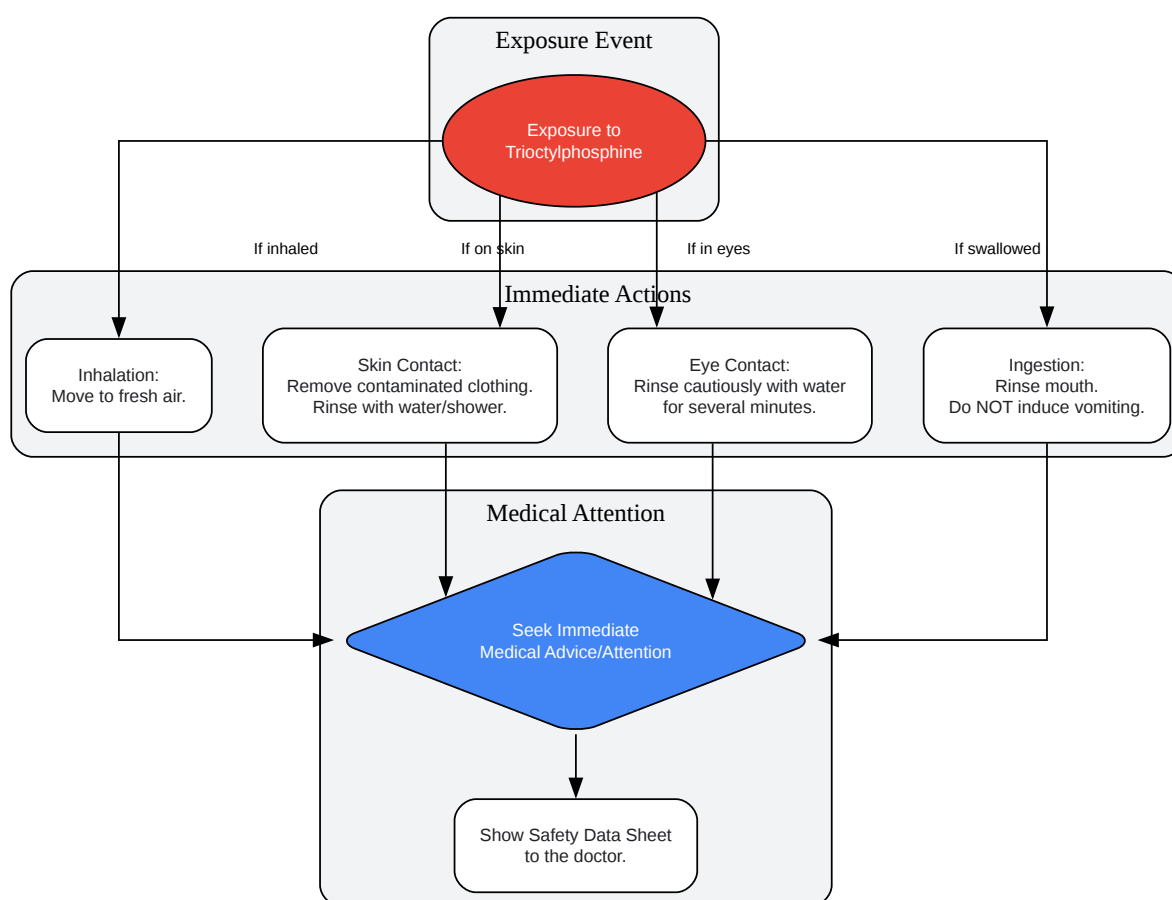 Exposure Event
Exposure to
Trioctylphosphine
If inhaled
If on skin
If in eyes
If swallowed
Immediate Actions
Inhalation:
Move to fresh air.
Skin Contact:
Remove contaminated clothing.
Rinse with water/shower.
Eye Contact:
Rinse cautiously with water
for several minutes.
Ingestion:
Rinse mouth.
Do NOT induce vomiting.
Medical Attention
Seek Immediate
Medical Advice/Attention
Show Safety Data Sheet
to the doctor.